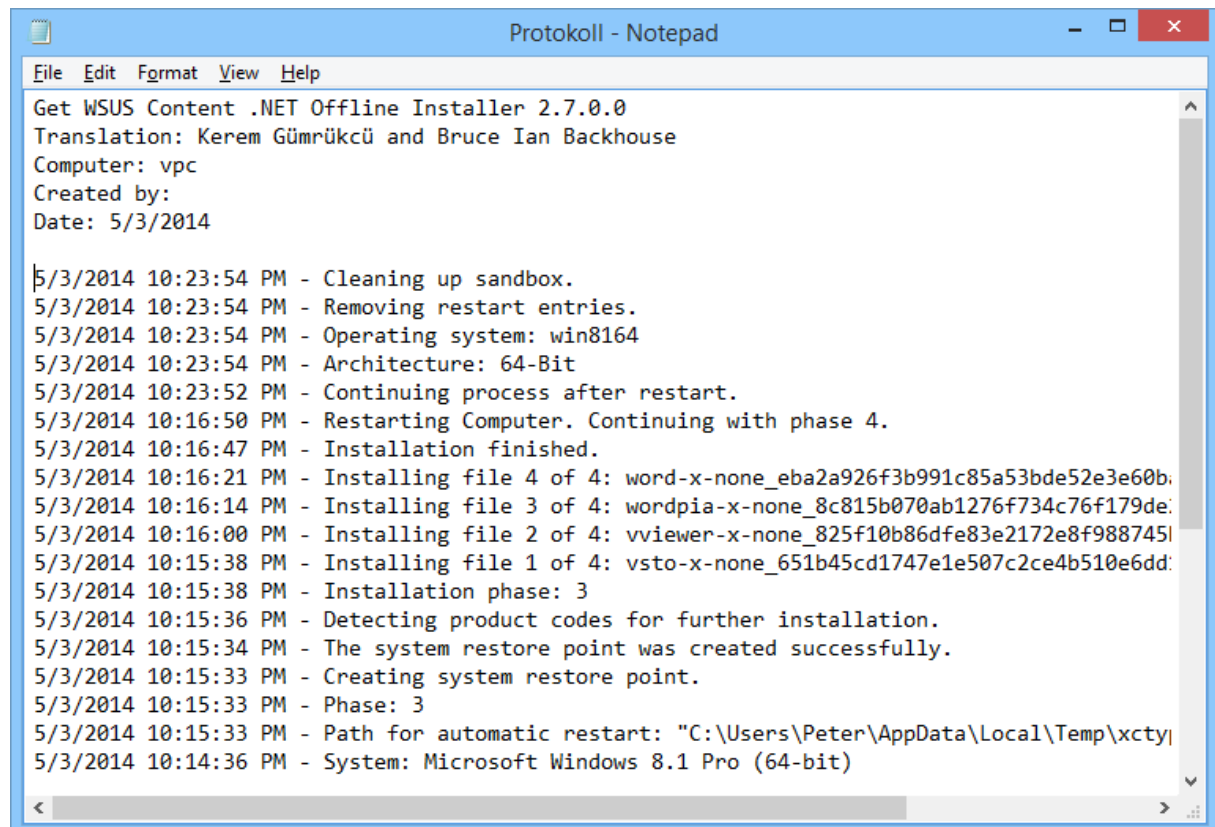 Protokoll - Notepad
File Edit Format View Help
Get WSUS Content .NET Offline Installer 2.7.0.0
Translation: Kerem Gümrükcü and Bruce Ian Backhouse
Computer: vpc
Created by:
Date: 5/3/2014
5/3/2014 10:23:54 PM - Cleaning up sandbox.
5/3/2014 10:23:54 PM - Removing restart entries.
5/3/2014 10:23:54 PM - Operating system: win8164
5/3/2014 10:23:54 PM - Architecture: 64-Bit
5/3/2014 10:23:52 PM - Continuing process after restart.
5/3/2014 10:16:50 PM - Restarting Computer. Continuing with phase 4.
5/3/2014 10:16:47 PM - Installation finished.
5/3/2014 10:16:21 PM - Installing file 4 of 4: word-x-none_eba2a926f3b991c85a53bde52e3e60b
5/3/2014 10:16:14 PM - Installing file 3 of 4: wordpia-x-none_8c815b070ab1276f734c76f179de
5/3/2014 10:16:00 PM - Installing file 2 of 4: vviewer-x-none_825f10b86dfe83e2172e8f988745
5/3/2014 10:15:38 PM - Installing file 1 of 4: vsto-x-none_651b45cd1747e1e507c2ce4b510e6dd
5/3/2014 10:15:38 PM - Installation phase: 3
5/3/2014 10:15:36 PM - Detecting product codes for further installation.
5/3/2014 10:15:34 PM - The system restore point was created successfully.
5/3/2014 10:15:33 PM - Creating system restore point.
5/3/2014 10:15:33 PM - Phase: 3
5/3/2014 10:15:33 PM - Path for automatic restart: "C:\Users\Peter\AppData\Local\Temp\xcty
5/3/2014 10:14:36 PM - System: Microsoft Windows 8.1 Pro (64-bit)